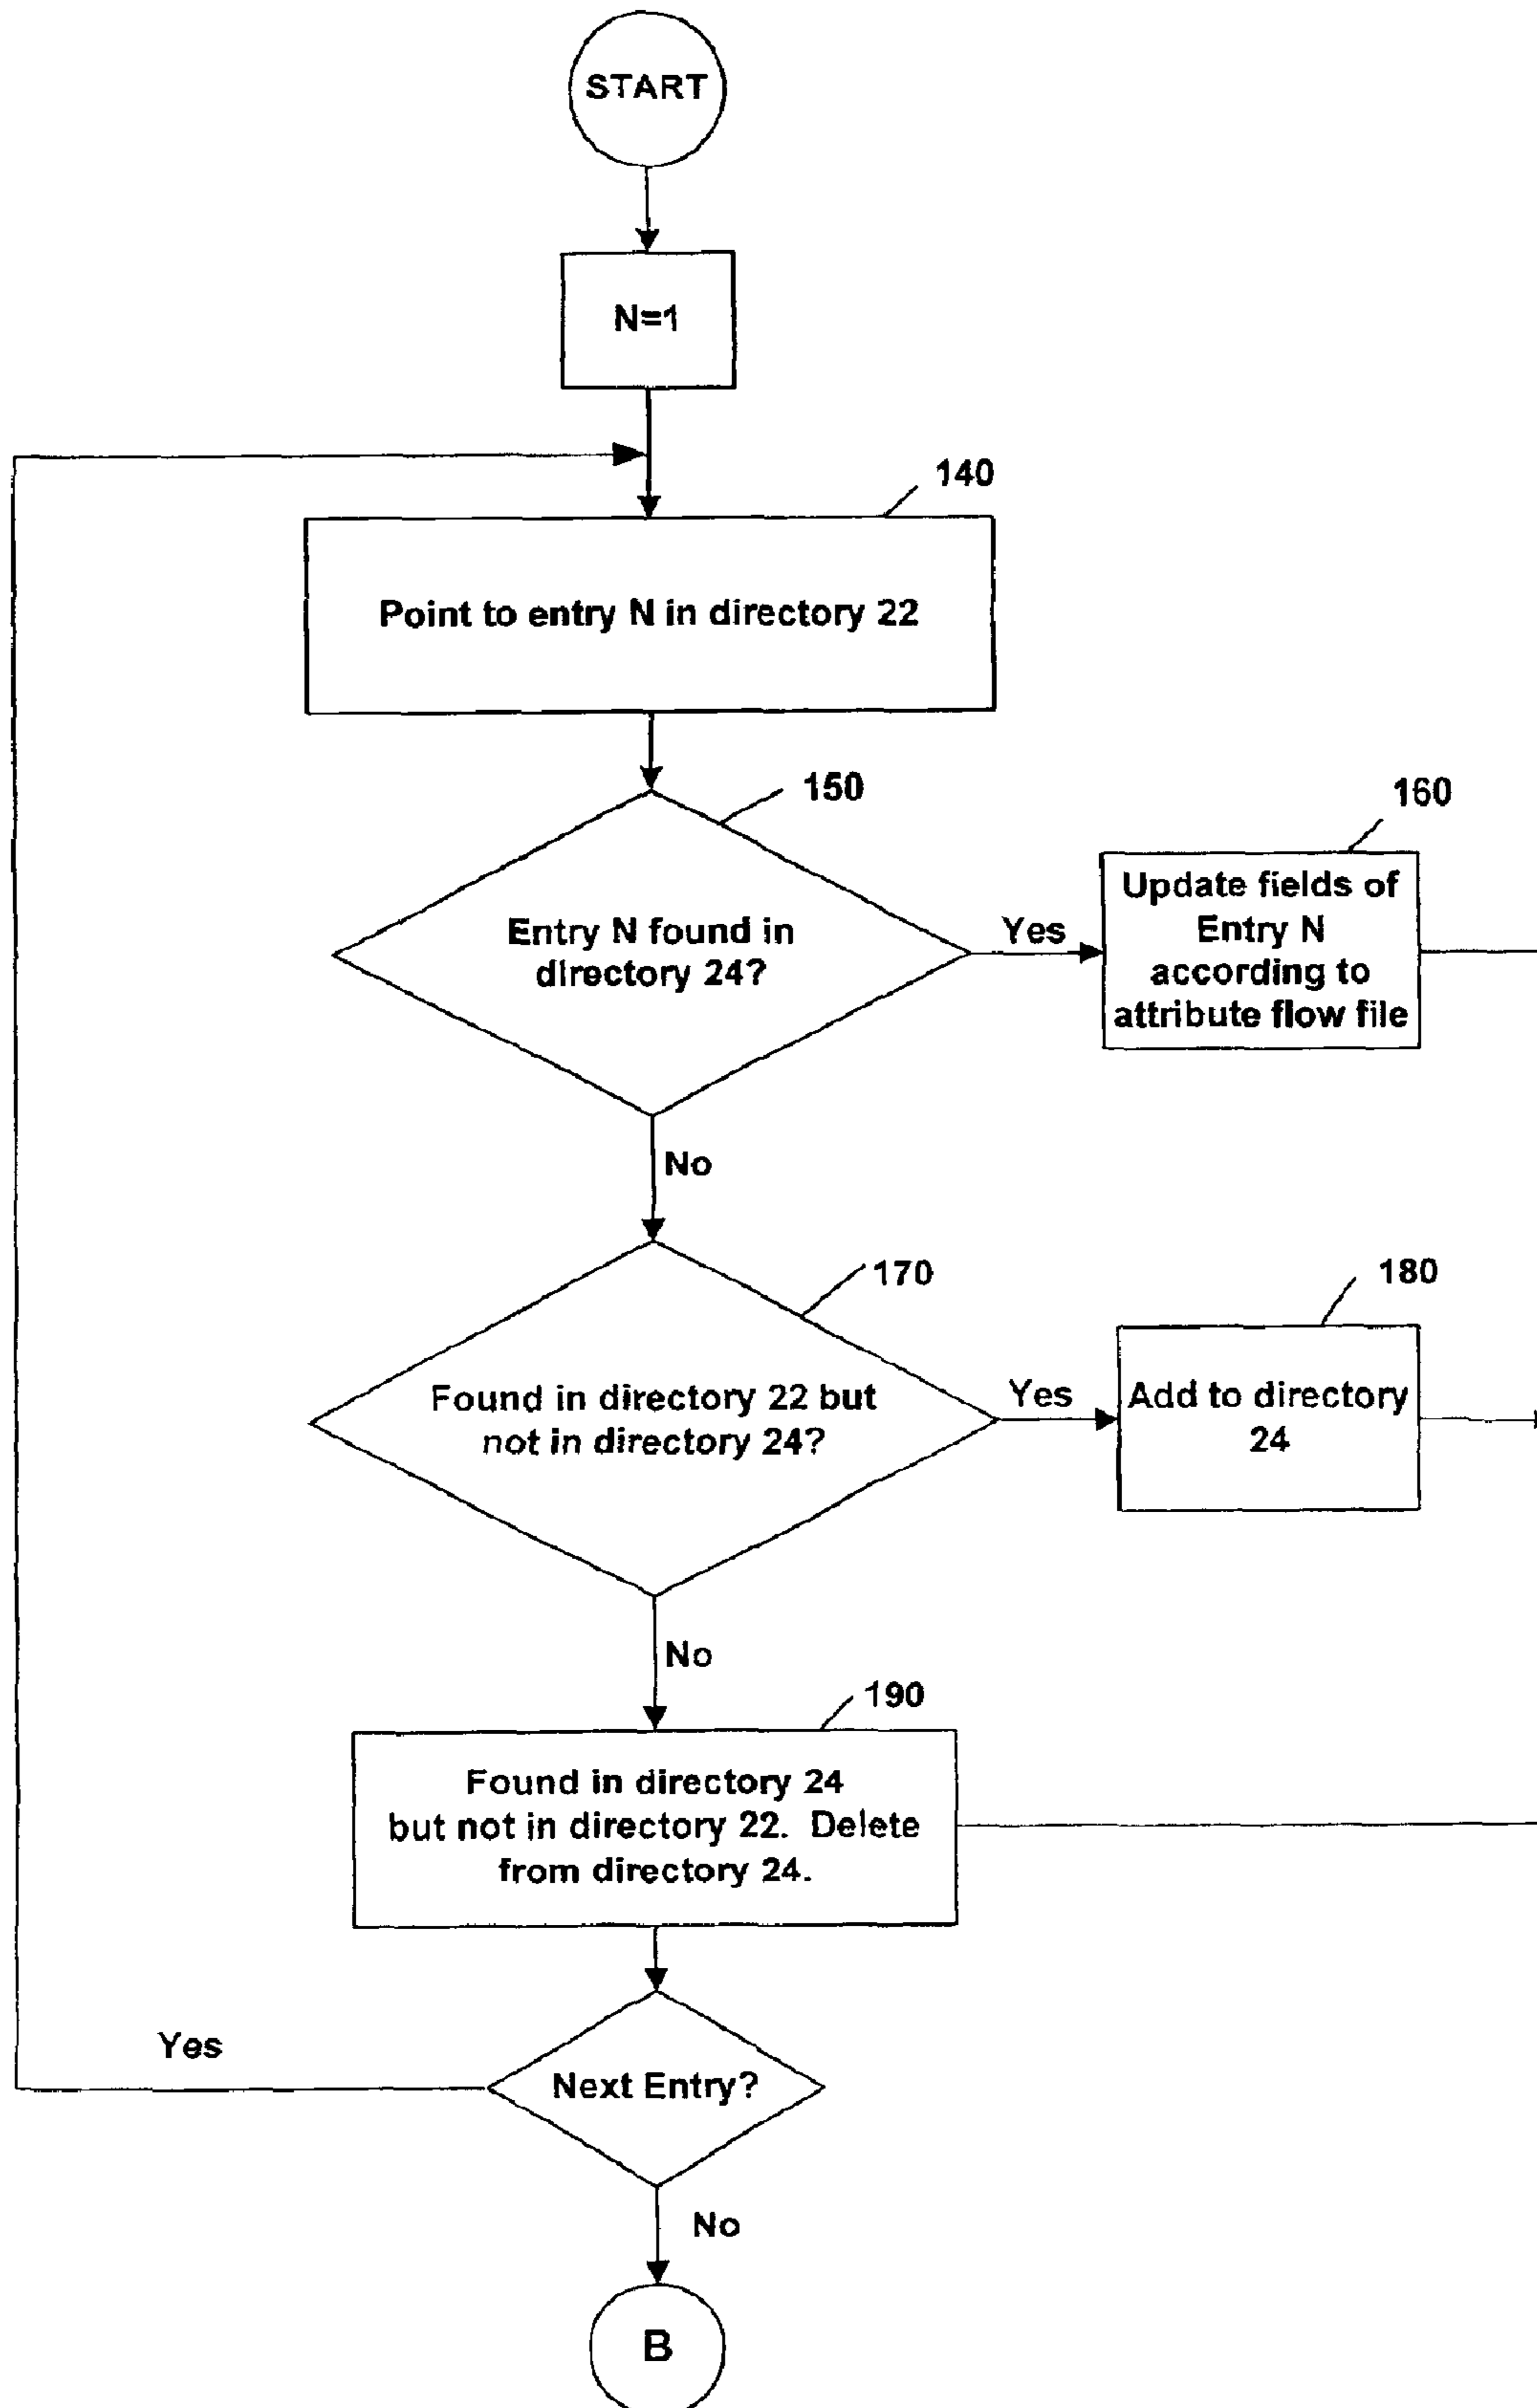 START
N=1
140
Point to entry N in directory 22
150
160
Entry N found in
directory 24?
Yes
Update fields of
Entry N
according to
attribute flow file
No
170
180
Found in directory 22 but
not in directory 24?
Yes
Add to directory
24
No
190
Found in directory 24
but not in directory 22. Delete
from directory 24.
Yes
Next Entry?
No
B